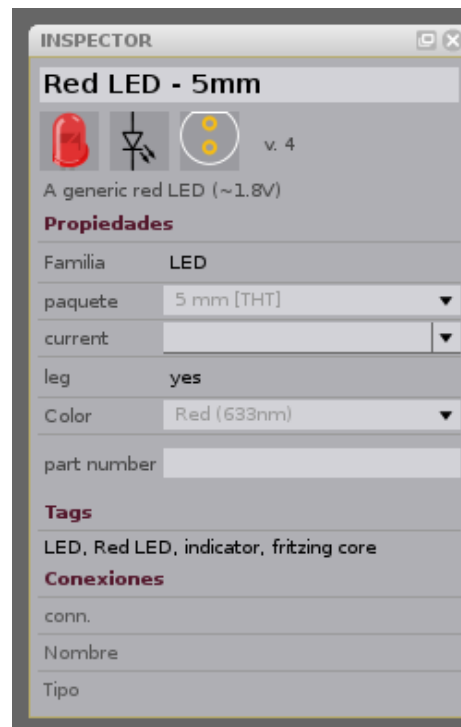 INSPECTOR
Red LED - 5mm
v. 4
A generic red LED (~1.8V)
Propiedades
Familia LED
paquete 5 mm [THT]
current
leg yes
Color Red (633nm)
part number
Tags
LED, Red LED, indicator, fritzing core
Conexiones
conn.
Nombre
Tipo